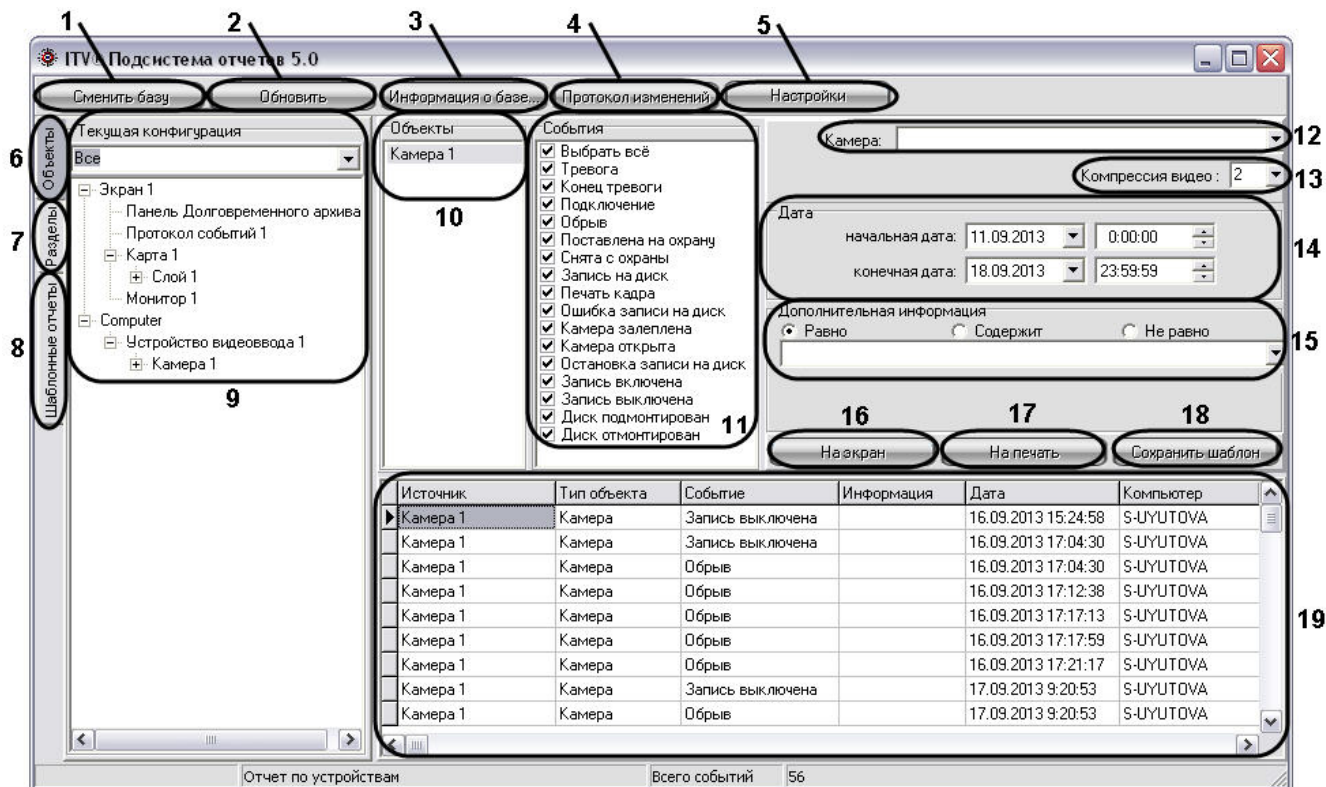 1 2 3 4 5
ITV® Подсистема отчетов 5.0
Сменить базу Обновить Информация о базе... Протокол изменений Настройки
6
Объекты
7
Разделы
8
Шаблонные отчеты
Текущая конфигурация
Все
Экран 1
Панель Долговременного архива
Протокол событий 1
Карта 1
Слой 1
Монитор 1
Computer
Устройство видеоввода 1
Камера 1
9
Объекты
Камера 1
10
События
Выбрать всё
Тревога
Конец тревоги
Подключение
Обрыв
Поставлена на охрану
Снята с охраны
Запись на диск
Печать кадра
Ошибка записи на диск
Камера залеплена
Камера открыта
Остановка записи на диск
Запись включена
Запись выключена
Диск подмонтирован
Диск отмонтирован
11
Камера: 12
Компрессия видео : 2 13
Дата
начальная дата: 11.09.2013 0:00:00
конечная дата: 18.09.2013 23:59:59
14
Дополнительная информация
Равно Содержит Не равно
15
16 17 18
На экран На печать Сохранить шаблон
Источник Тип объекта Событие Информация Дата Компьютер
Камера 1 Камера Запись выключена 16.09.2013 15:24:58 S-UYUTOVA
Камера 1 Камера Запись выключена 16.09.2013 17:04:30 S-UYUTOVA
Камера 1 Камера Обрыв 16.09.2013 17:04:30 S-UYUTOVA
Камера 1 Камера Обрыв 16.09.2013 17:12:38 S-UYUTOVA
Камера 1 Камера Обрыв 16.09.2013 17:17:13 S-UYUTOVA
Камера 1 Камера Обрыв 16.09.2013 17:17:59 S-UYUTOVA
Камера 1 Камера Обрыв 16.09.2013 17:21:17 S-UYUTOVA
Камера 1 Камера Запись выключена 17.09.2013 9:20:53 S-UYUTOVA
Камера 1 Камера Обрыв 17.09.2013 9:20:53 S-UYUTOVA
19
Отчет по устройствам Всего событий 56